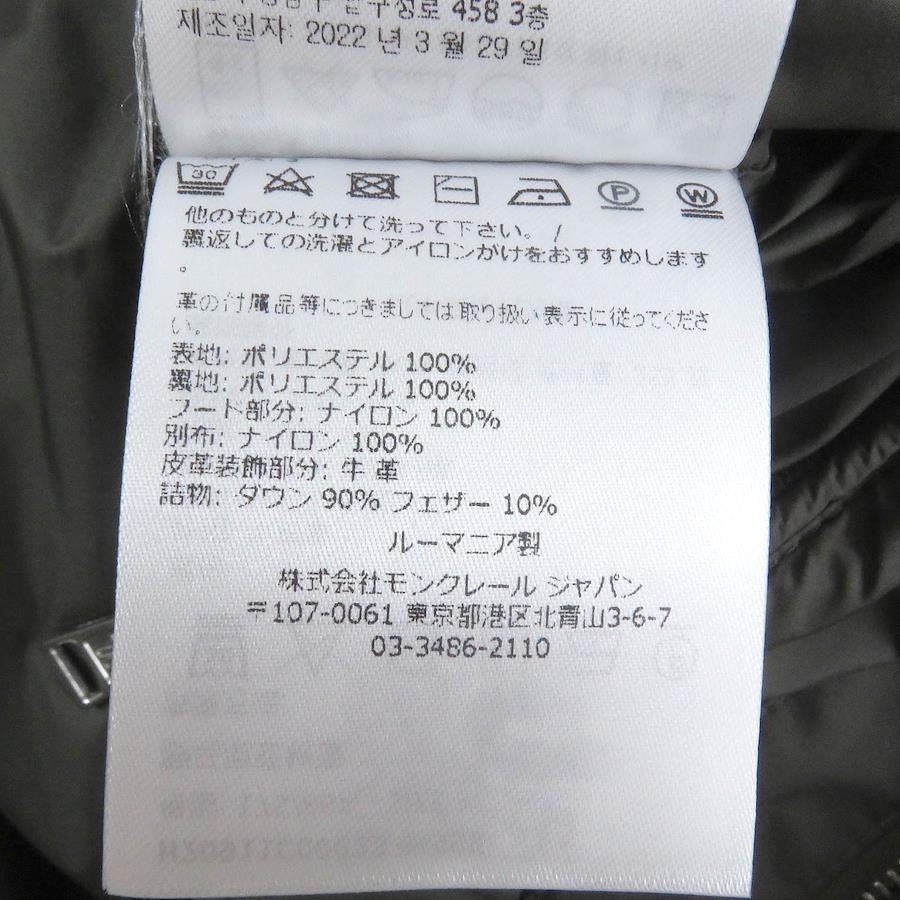 구성로 458 3층
제조일자: 2022 년 3 월 29 일
30
P
W
他のものと分けて洗って下さい。 /
裏返しての洗濯とアイロンがけをおすすめします
。
革の付属品等につきましては取り扱い表示に従ってくださ
い。
表地: ポリエステル 100%
裏地: ポリエステル 100%
フード部分: ナイロン 100%
別布: ナイロン 100%
皮革装飾部分: 牛 革
詰物: ダウン 90% フェザー 10%
ルーマニア製
株式会社モンクレール ジャパン
〒107-0061 東京都港区北青山3-6-7
03-3486-2110